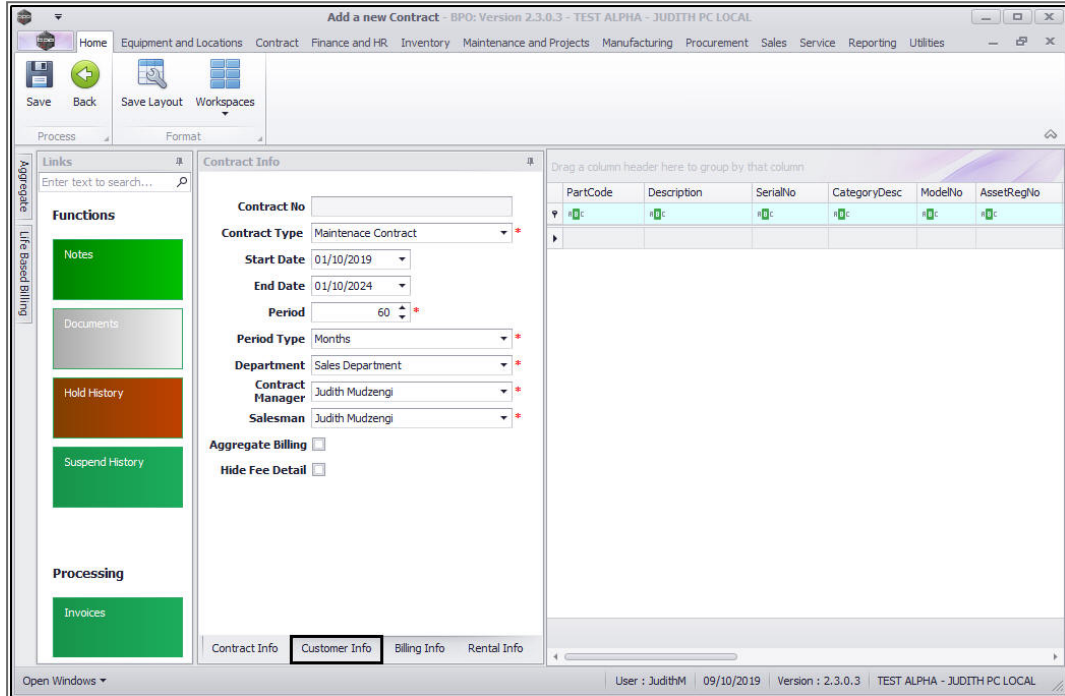 Add a new Contract - BPO: Version 2.3.0.3 - TEST ALPHA - JUDITH PC LOCAL
Home Equipment and Locations Contract Finance and HR Inventory Maintenance and Projects Manufacturing Procurement Sales Service Reporting Utilities
Save Back Save Layout Workspaces
Process Format
Aggregate
Life Based Billing
Links
Enter text to search...
Functions
Notes
Documents
Hold History
Suspend History
Processing
Invoices
Contract Info
Contract No
Contract Type Maintenace Contract *
Start Date 01/10/2019
End Date 01/10/2024
Period 60 *
Period Type Months *
Department Sales Department *
Contract
Manager Judith Mudzengi *
Salesman Judith Mudzengi *
Aggregate Billing
Hide Fee Detail
Contract Info Customer Info Billing Info Rental Info
Drag a column header here to group by that column
PartCode Description SerialNo CategoryDesc ModelNo AssetRegNo
Open Windows User : JudithM 09/10/2019 Version : 2.3.0.3 TEST ALPHA - JUDITH PC LOCAL